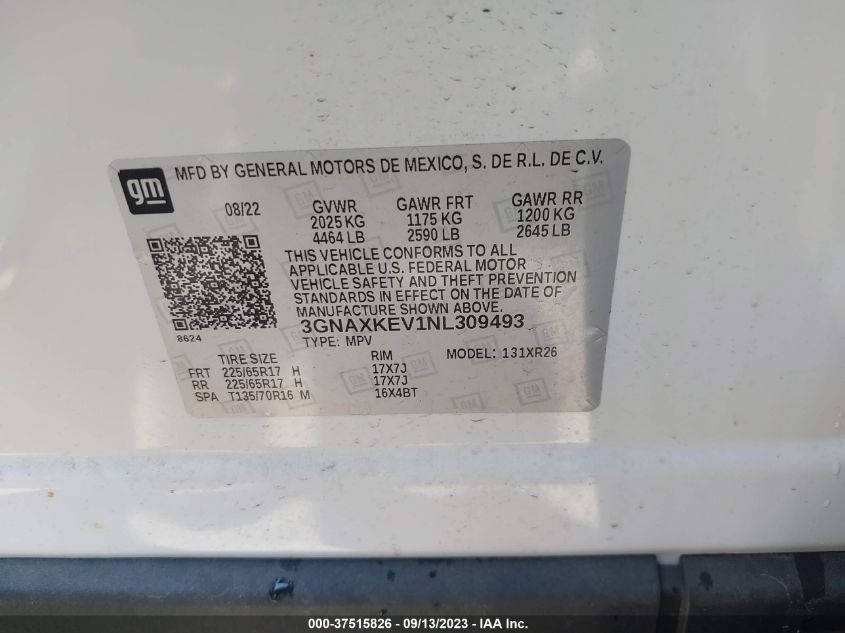 gm
MFD BY GENERAL MOTORS DE MEXICO, S. DE R.L. DE C.V.
08/22
GVWR
2025 KG
4464 LB
GAWR FRT
1175 KG
2590 LB
GAWR RR
1200 KG
2645 LB
THIS VEHICLE CONFORMS TO ALL
APPLICABLE U.S. FEDERAL MOTOR
VEHICLE SAFETY AND THEFT PREVENTION
STANDARDS IN EFFECT ON THE DATE OF
MANUFACTURE SHOWN ABOVE.
8624
3GNAXKEV1NL309493
TYPE: MPV
MODEL: 131XR26
TIRE SIZE RIM
FRT 225/65R17 H 17X7J
RR 225/65R17 H 17X7J
SPA T135/70R16 M 16X4BT
000-37515826 - 09/13/2023 - IAA Inc.